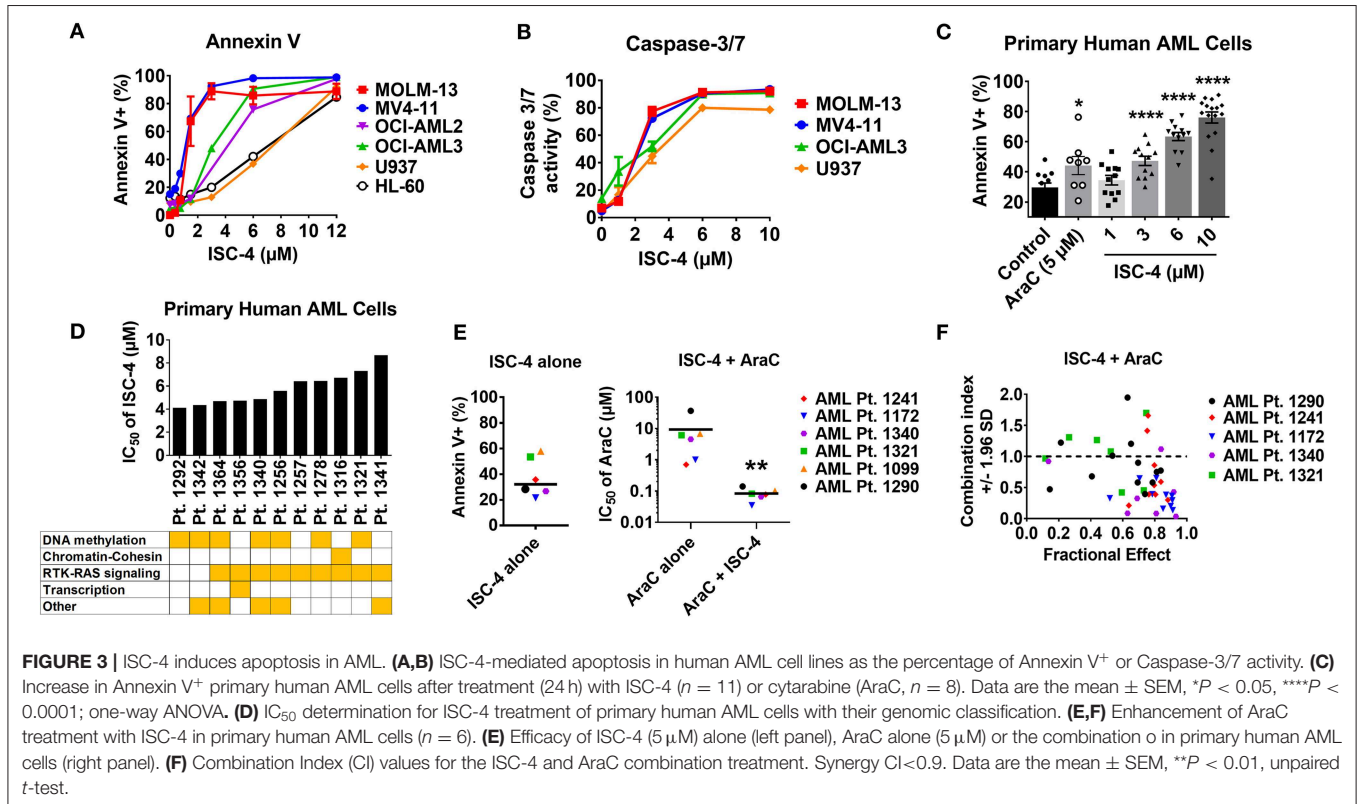 A
Annexin V
Annexin V+ (%)
100
80
60
40
20
0
0 2 4 6 8 10 12
ISC-4 (µM)
MOLM-13
MV4-11
OCI-AML2
OCI-AML3
U937
HL-60
B
Caspase-3/7
Caspase 3/7
activity (%)
100
80
60
40
20
0
0 2 4 6 8 10
ISC-4 (µM)
MOLM-13
MV4-11
OCI-AML3
U937
C
Primary Human AML Cells
Annexin V+ (%)
100
80
60
40
20
*
****
****
****
Control
AraC (5 µM)
1
3
6
10
ISC-4 (µM)
D
Primary Human AML Cells
IC50 of ISC-4 (µM)
10
8
6
4
2
0
Pt. 1292
Pt. 1342
Pt. 1364
Pt. 1356
Pt. 1340
Pt. 1256
Pt. 1257
Pt. 1278
Pt. 1316
Pt. 1321
Pt. 1341
DNA methylation
Chromatin-Cohesin
RTK-RAS signaling
Transcription
Other
E
ISC-4 alone
Annexin V+ (%)
100
80
60
40
20
0
ISC-4 alone
ISC-4 + AraC
IC50 of AraC (µM)
100
10
1
0.1
0.01
**
AraC alone
AraC + ISC-4
AML Pt. 1241
AML Pt. 1172
AML Pt. 1340
AML Pt. 1321
AML Pt. 1099
AML Pt. 1290
F
ISC-4 + AraC
Combination index
+/- 1.96 SD
2.0
1.5
1.0
0.5
0.0
0.0 0.2 0.4 0.6 0.8 1.0
Fractional Effect
AML Pt. 1290
AML Pt. 1241
AML Pt. 1172
AML Pt. 1340
AML Pt. 1321
FIGURE 3 | ISC-4 induces apoptosis in AML. (A,B) ISC-4-mediated apoptosis in human AML cell lines as the percentage of Annexin V+ or Caspase-3/7 activity. (C)
Increase in Annexin V+ primary human AML cells after treatment (24 h) with ISC-4 (n = 11) or cytarabine (AraC, n = 8). Data are the mean ± SEM, *P < 0.05, ****P <
0.0001; one-way ANOVA. (D) IC50 determination for ISC-4 treatment of primary human AML cells with their genomic classification. (E,F) Enhancement of AraC
treatment with ISC-4 in primary human AML cells (n = 6). (E) Efficacy of ISC-4 (5 µM) alone (left panel), AraC alone (5 µM) or the combination o in primary human AML
cells (right panel). (F) Combination Index (CI) values for the ISC-4 and AraC combination treatment. Synergy CI<0.9. Data are the mean ± SEM, **P < 0.01, unpaired
t-test.